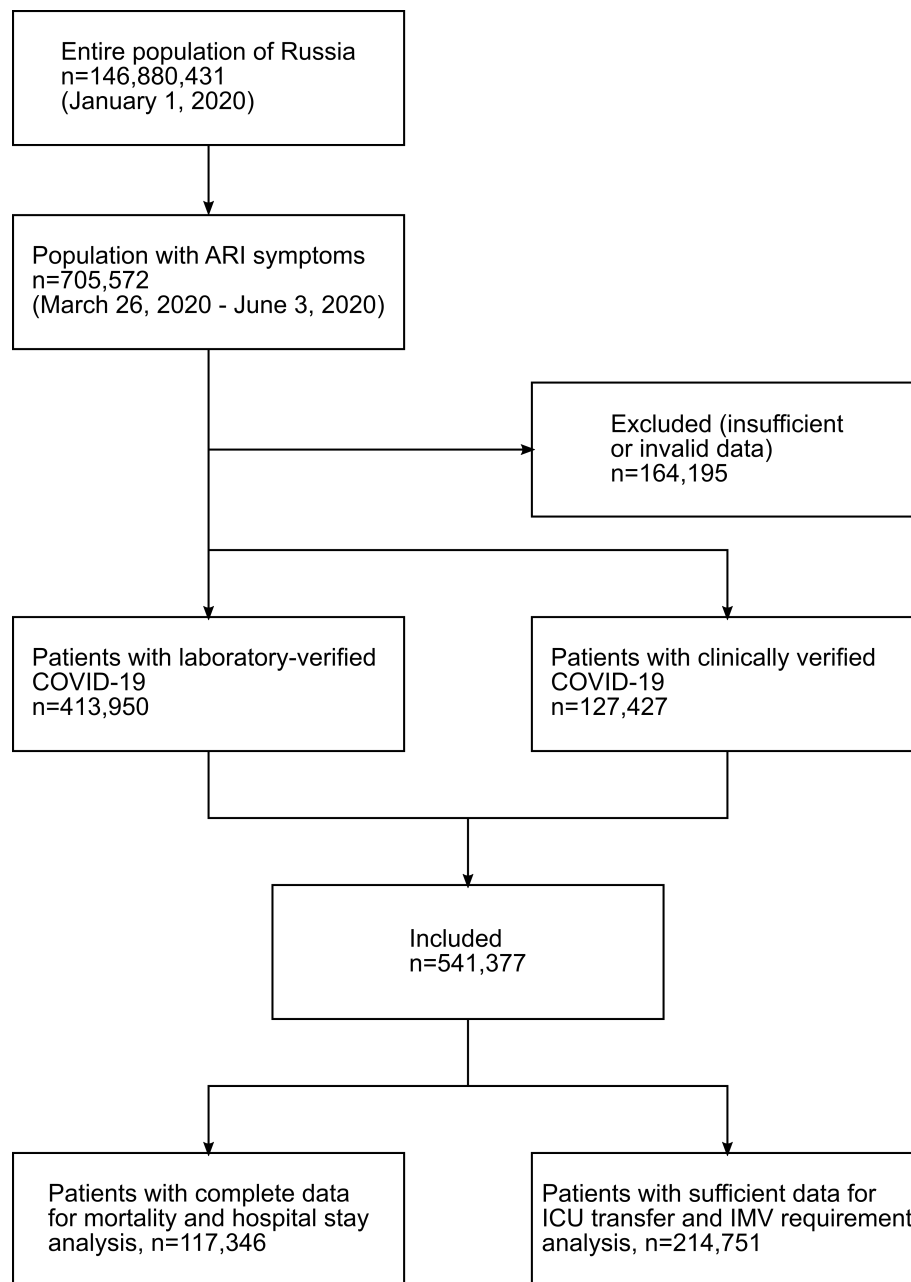 Entire population of Russia
n=146,880,431
(January 1, 2020)
Population with ARI symptoms
n=705,572
(March 26, 2020 - June 3, 2020)
Excluded (insufficient
or invalid data)
n=164,195
Patients with laboratory-verified
COVID-19
n=413,950
Patients with clinically verified
COVID-19
n=127,427
Included
n=541,377
Patients with complete data
for mortality and hospital stay
analysis, n=117,346
Patients with sufficient data for
ICU transfer and IMV requirement
analysis, n=214,751